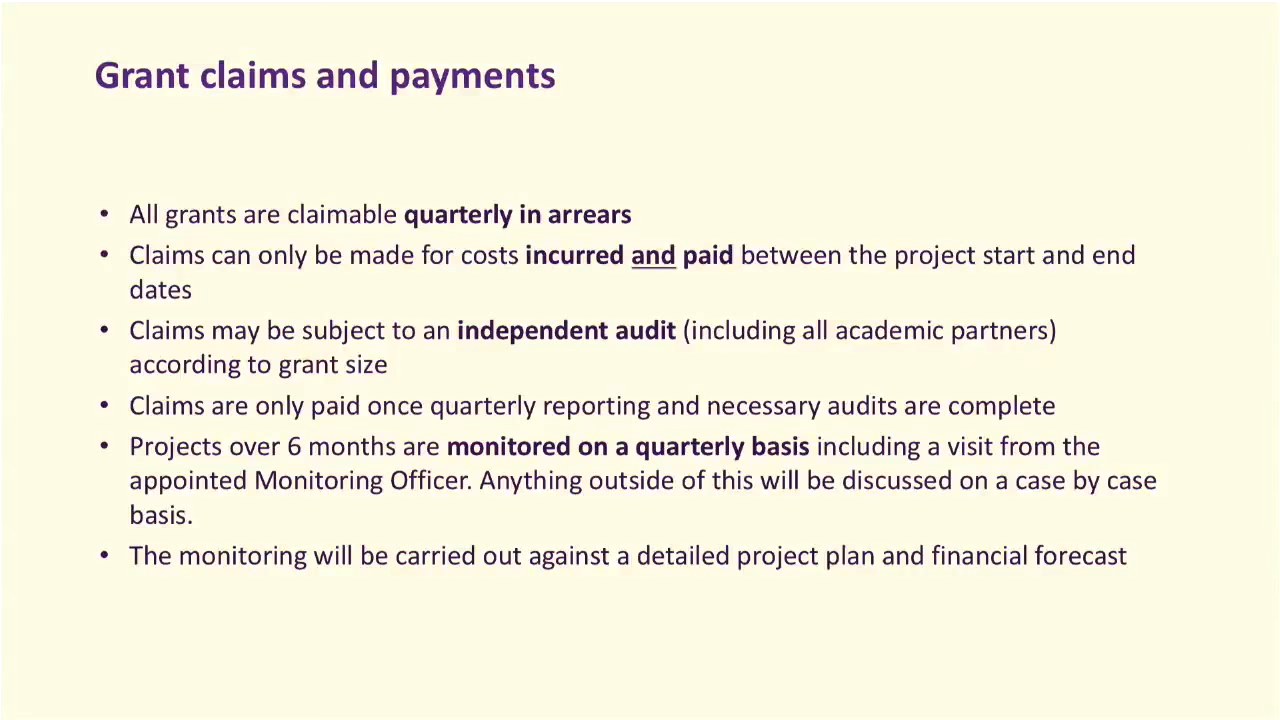 Grant claims and payments
• All grants are claimable quarterly in arrears
• Claims can only be made for costs incurred and paid between the project start and end
dates
• Claims may be subject to an independent audit (including all academic partners)
according to grant size
• Claims are only paid once quarterly reporting and necessary audits are complete
• Projects over 6 months are monitored on a quarterly basis including a visit from the
appointed Monitoring Officer. Anything outside of this will be discussed on a case by case
basis.
• The monitoring will be carried out against a detailed project plan and financial forecast